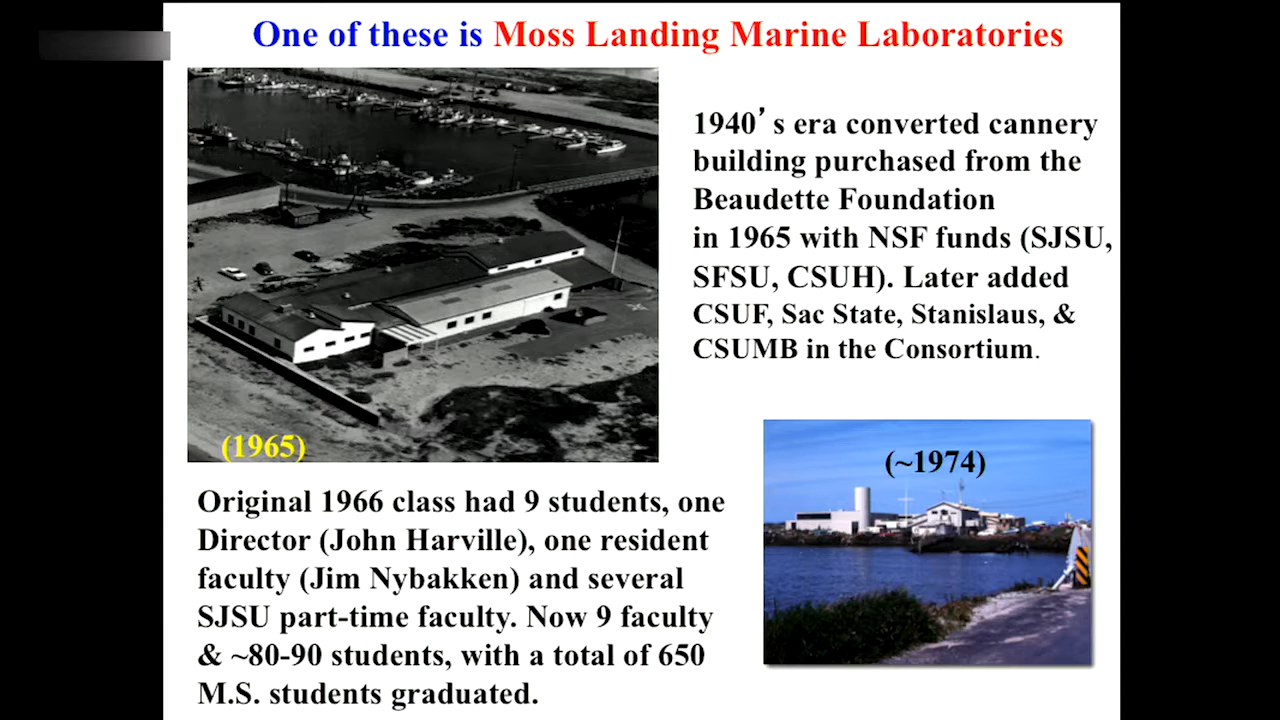 One of these is Moss Landing Marine Laboratories
1940’s era converted cannery
building purchased from the
Beaudette Foundation
in 1965 with NSF funds (SJSU,
SFSU, CSUH). Later added
CSUF, Sac State, Stanislaus, &
CSUMB in the Consortium.
(1965)
(~1974)
Original 1966 class had 9 students, one
Director (John Harville), one resident
faculty (Jim Nybakken) and several
SJSU part-time faculty. Now 9 faculty
& ~80-90 students, with a total of 650
M.S. students graduated.